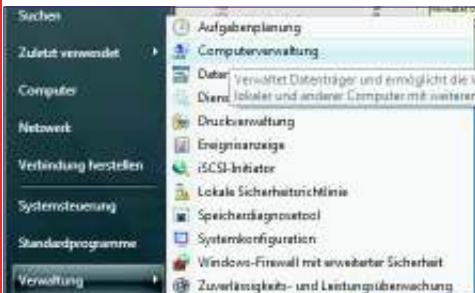 Suchen
Zuletzt verwendet
Computer
Netzwerk
Verbindung herstellen
Systemsteuerung
Standardprogramme
Verwaltung
Aufgabenplanung
Computerverwaltung
Daten
Verwaltet Datenträger und ermöglicht die
lokaler und anderer Computer mit weiteren
Diens
Druckverwaltung
Ereignisanzeige
iSCSI-Initiator
Lokale Sicherheitsrichtlinie
Speicherdiagnosetool
Systemkonfiguration
Windows-Firewall mit erweiterter Sicherheit
Zuverlässigkeits- und Leistungsüberwachung